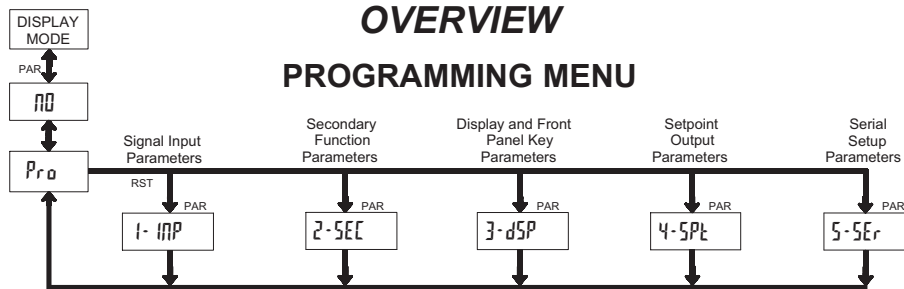 OVERVIEW
PROGRAMMING MENU
DISPLAY
MODE
PAR
NO
Pro
Signal Input
Parameters
RST
PAR
1-INP
Secondary
Function
Parameters
PAR
2-SEC
Display and Front
Panel Key
Parameters
PAR
3-dSP
Setpoint
Output
Parameters
PAR
4-SPt
Serial
Setup
Parameters
PAR
5-SEr